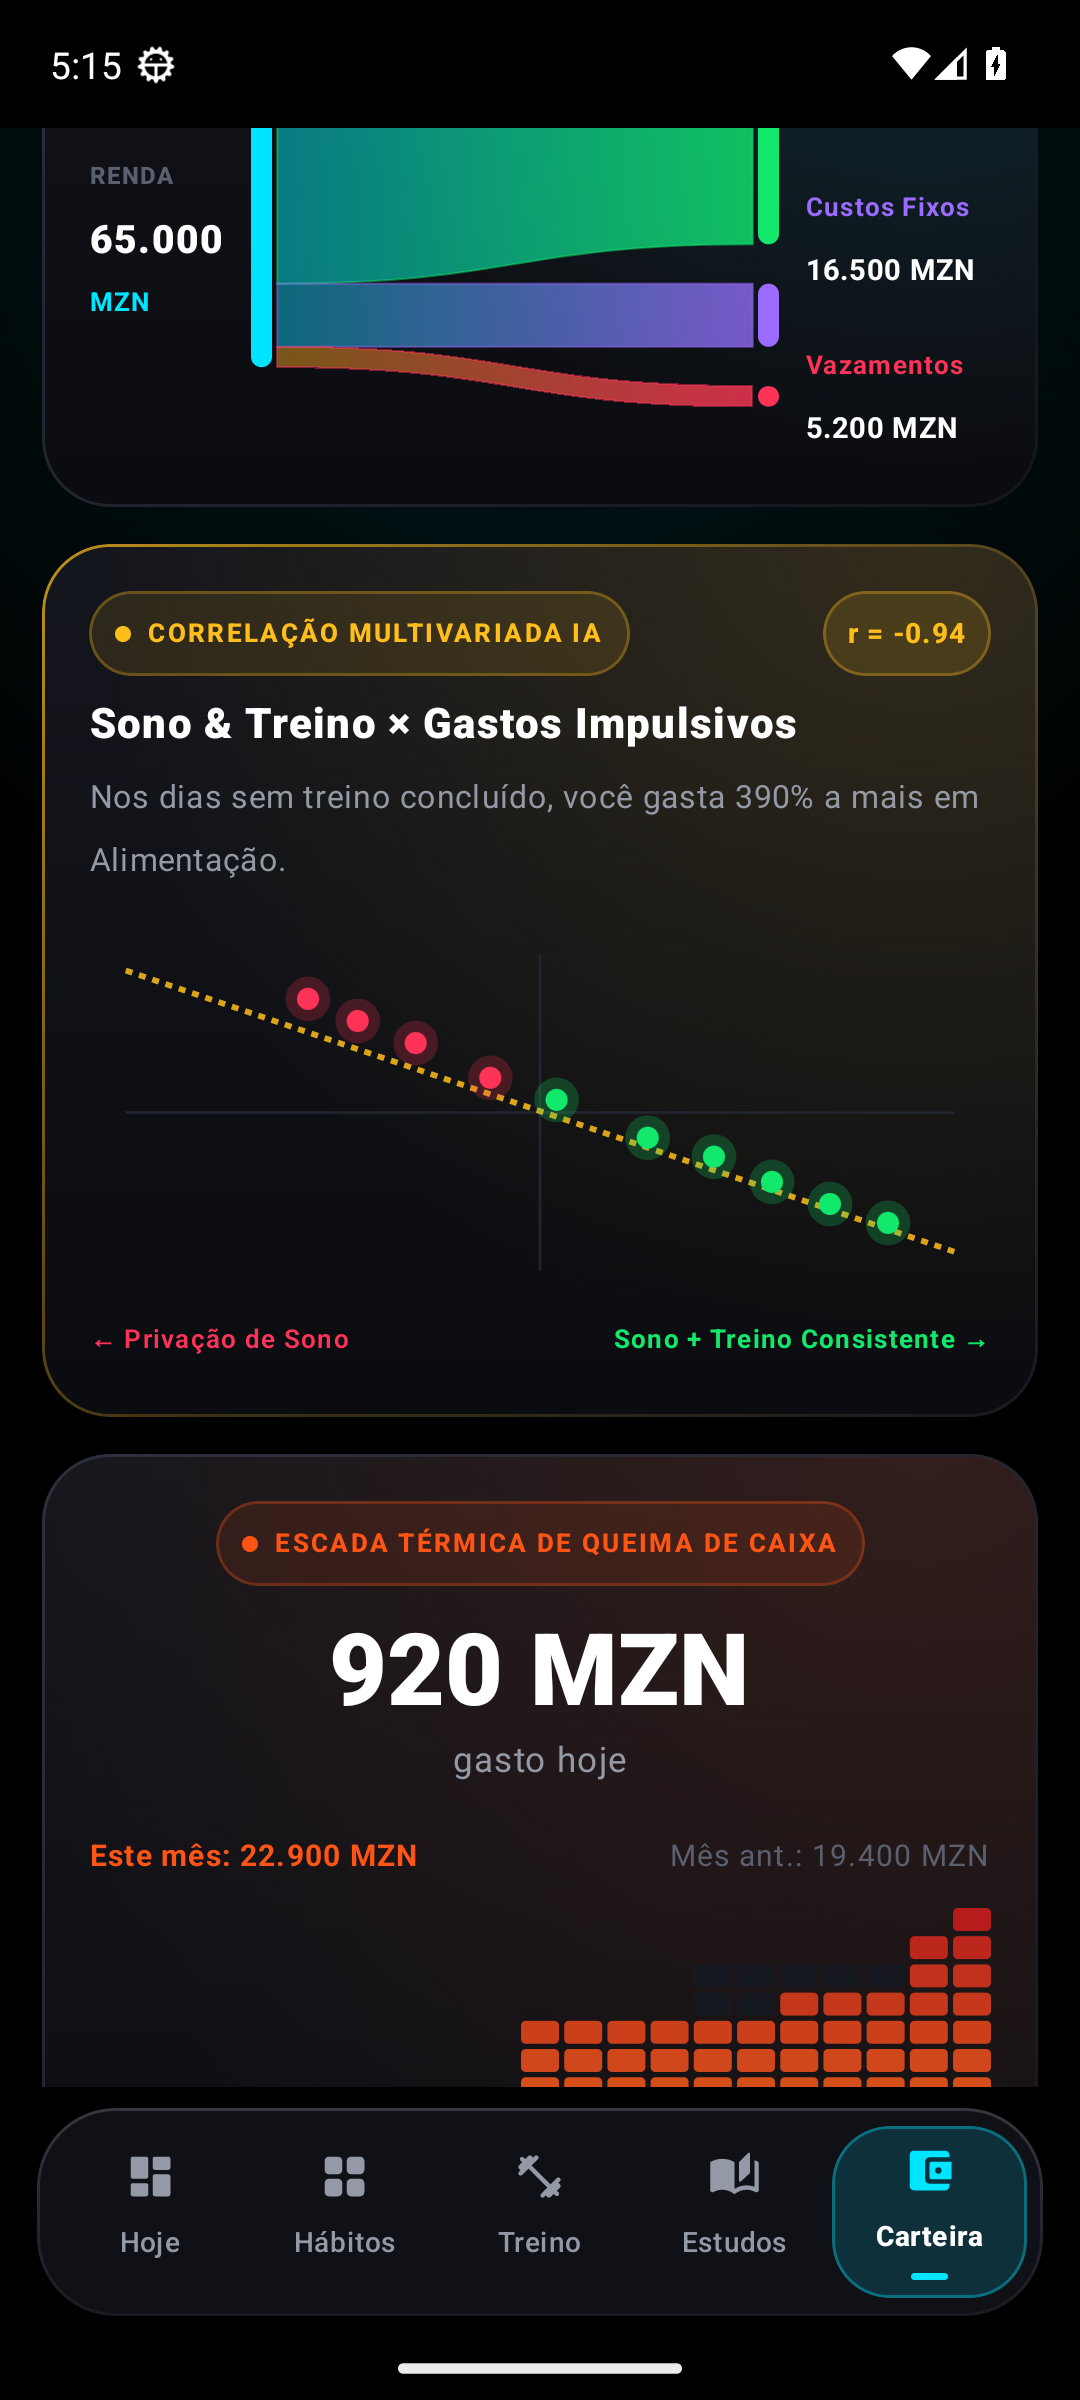 5:15
RENDA
65.000
MZN
Custos Fixos
16.500 MZN
Vazamentos
5.200 MZN
CORRELAÇÃO MULTIVARIADA IA
r = -0.94
Sono & Treino × Gastos Impulsivos
Nos dias sem treino concluído, você gasta 390% a mais em
Alimentação.
← Privação de Sono
Sono + Treino Consistente →
ESCADA TÉRMICA DE QUEIMA DE CAIXA
920 MZN
gasto hoje
Este mês: 22.900 MZN
Mês ant.: 19.400 MZN
Hoje
Hábitos
Treino
Estudos
Carteira